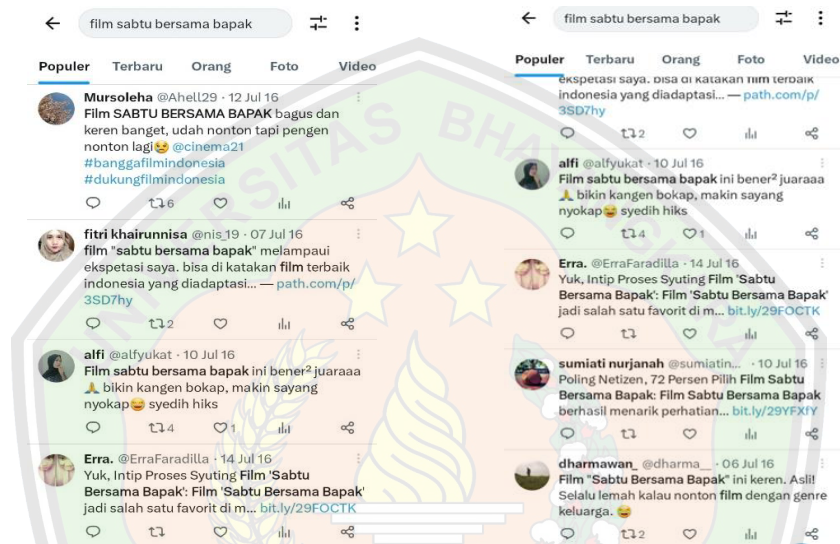 film sabtu bersama bapak
Populer Terbaru Orang Foto Video
Mursoleha @Ahell29 · 12 Jul 16
Film SABTU BERSAMA BAPAK bagus dan
keren banget, udah nonton tapi pengen
nonton lagi😢 @cinema21
#banggafilmindonesia
#dukungfilmindonesia
6
fitri khairunnisa @nis_19 · 07 Jul 16
film "sabtu bersama bapak" melampaui
ekspetasi saya. bisa di katakan film terbaik
indonesia yang diadaptasi... — path.com/p/
3SD7hy
2
alfi @alfyukat · 10 Jul 16
Film sabtu bersama bapak ini bener² juaraaa
🙏 bikin kangen bokap, makin sayang
nyokap😂 syedih hiks
4 1
Erra. @ErraFaradilla · 14 Jul 16
Yuk, Intip Proses Syuting Film 'Sabtu
Bersama Bapak': Film 'Sabtu Bersama Bapak'
jadi salah satu favorit di m... bit.ly/29FOCTK
film sabtu bersama bapak
Populer Terbaru Orang Foto Video
ekspetasi saya. bisa di katakan film terbaik
indonesia yang diadaptasi... — path.com/p/
3SD7hy
2
alfi @alfyukat · 10 Jul 16
Film sabtu bersama bapak ini bener² juaraaa
🙏 bikin kangen bokap, makin sayang
nyokap😂 syedih hiks
4 1
Erra. @ErraFaradilla · 14 Jul 16
Yuk, Intip Proses Syuting Film 'Sabtu
Bersama Bapak': Film 'Sabtu Bersama Bapak'
jadi salah satu favorit di m... bit.ly/29FOCTK
sumiati nurjanah @sumiatin... · 10 Jul 16
Poling Netizen, 72 Persen Pilih Film Sabtu
Bersama Bapak: Film Sabtu Bersama Bapak
berhasil menarik perhatian... bit.ly/29YFXfY
dharmawan_ @dharma__ · 06 Jul 16
Film "Sabtu Bersama Bapak" ini keren. Asli!
Selalu lemah kalau nonton film dengan genre
keluarga. 😂
2
UNIVERSITAS BHAYANGKARA